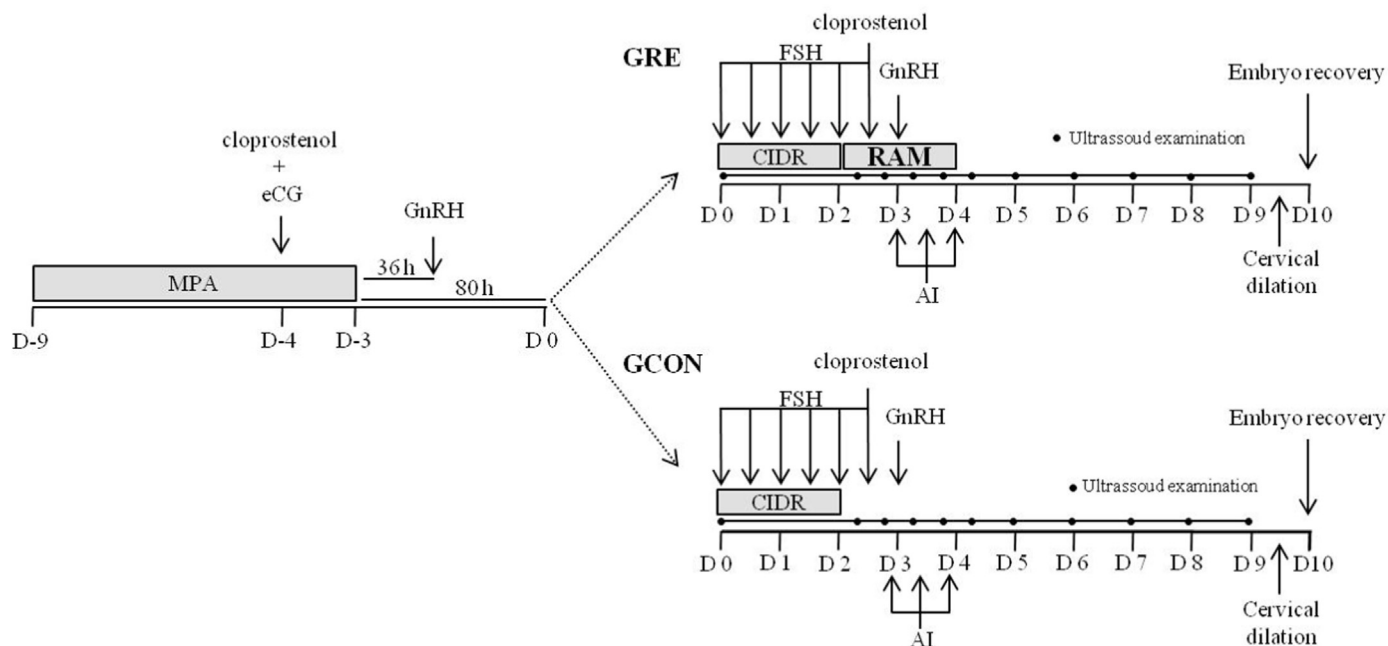 cloprostenol
+
eCG
GnRH
36h
MPA
80h
D-9
D-4
D-3
D 0
GRE
cloprostenol
FSH
GnRH
Embryo recovery
Ultrassoud examination
CIDR
RAM
D 0
D 1
D 2
D 3
D 4
D 5
D 6
D 7
D 8
D 9
D10
AI
Cervical
dilation
GCON
cloprostenol
FSH
GnRH
Embryo recovery
Ultrassoud examination
CIDR
D 0
D 1
D 2
D 3
D 4
D 5
D 6
D 7
D 8
D 9
D10
AI
Cervical
dilation